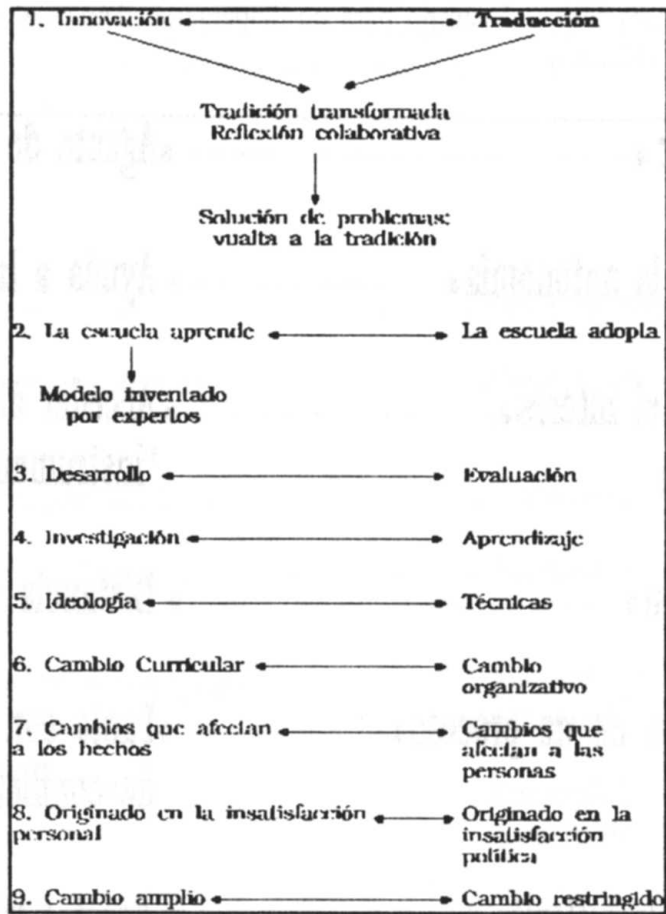 1. Innovación Traducción
Tradición transformada
Reflexión colaborativa
Solución de problemas:
vualta a la tradición
2. La escuela aprende La escuela adopta
Modelo inventado
por expertos
3. Desarrollo Evaluación
4. Investigación Aprendizaje
5. Ideología Técnicas
6. Cambio Curricular Cambio
organizativo
7. Cambios que afectan Cambios que
a los hechos afectan a las
personas
8. Originado en la insatisfacción Originado en la
personal insatisfacción
política
9. Cambio amplio Cambio restringido